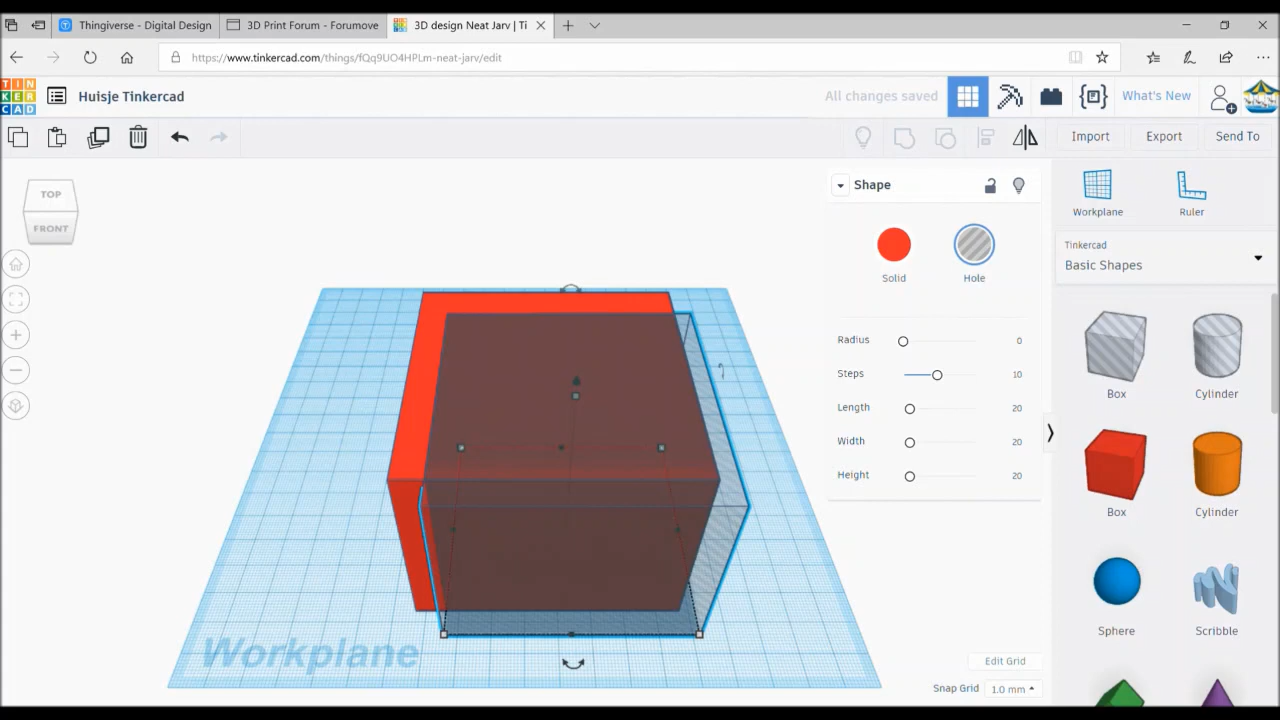 Thingiverse - Digital Design
3D Print Forum - Forumove
3D design Neat Jarv | Ti
https://www.tinkercad.com/things/fQq9UO4HPLm-neat-jarv/edit
TIN
KER
CAD
Huisje Tinkercad
All changes saved
What's New
Import
Export
Send To
TOP
FRONT
Shape
Solid
Hole
Radius 0
Steps 10
Length 20
Width 20
Height 20
Workplane
Ruler
Tinkercad
Basic Shapes
Box
Cylinder
Box
Cylinder
Sphere
Scribble
Workplane
Edit Grid
Snap Grid 1.0 mm